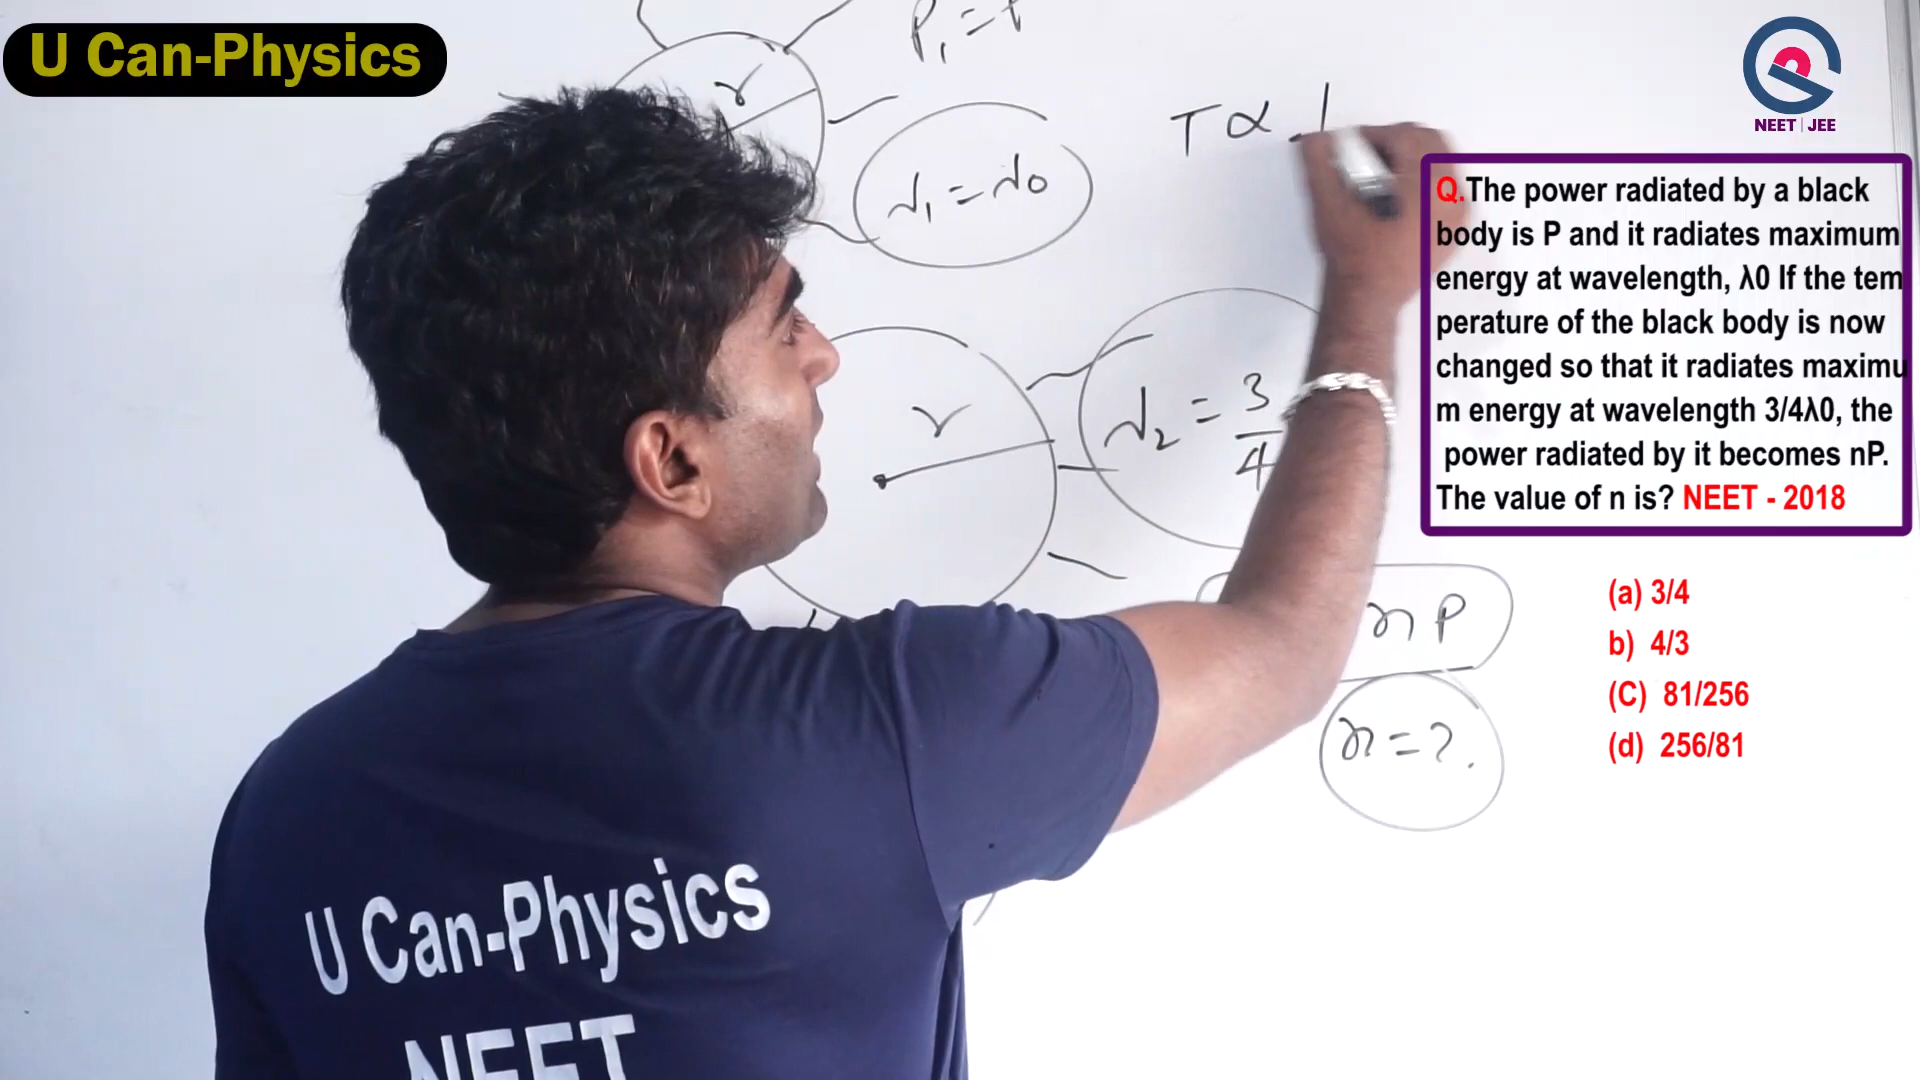 U Can-Physics
NEET | JEE
P₁ =
r
T ∝
λ₁ = λ₀
Q.The power radiated by a black
body is P and it radiates maximum
energy at wavelength, λ0 If the tem
perature of the black body is now
changed so that it radiates maximu
m energy at wavelength 3/4λ0, the
power radiated by it becomes nP.
The value of n is? NEET - 2018
r
λ₂ = 3/4
n P
n = ?.
(a) 3/4
b) 4/3
(C) 81/256
(d) 256/81
U Can-Physics
NEET